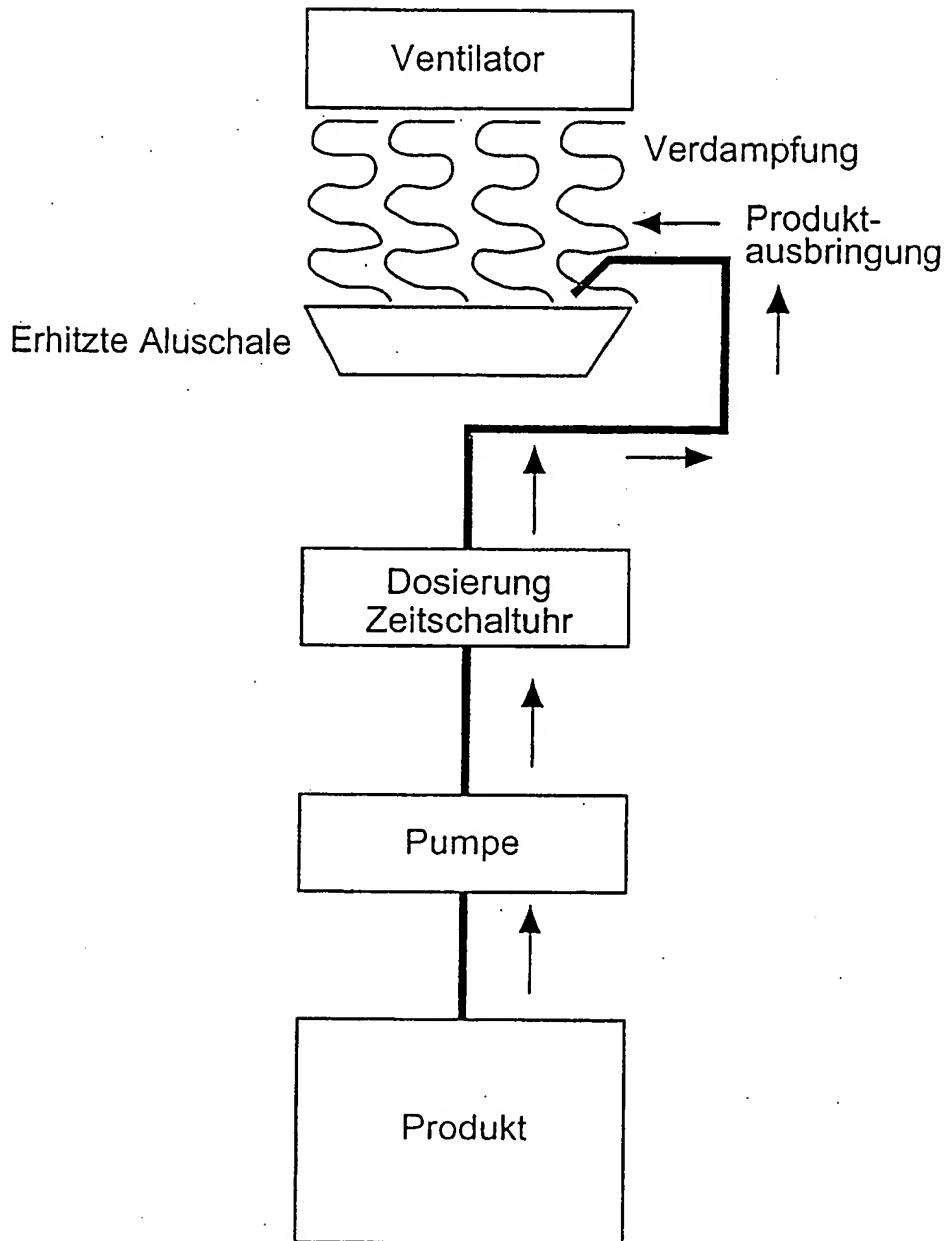 Ventilator
Verdampfung
Produkt-
ausbringung
Erhitzte Aluschale
Dosierung
Zeitschaltuhr
Pumpe
Produkt